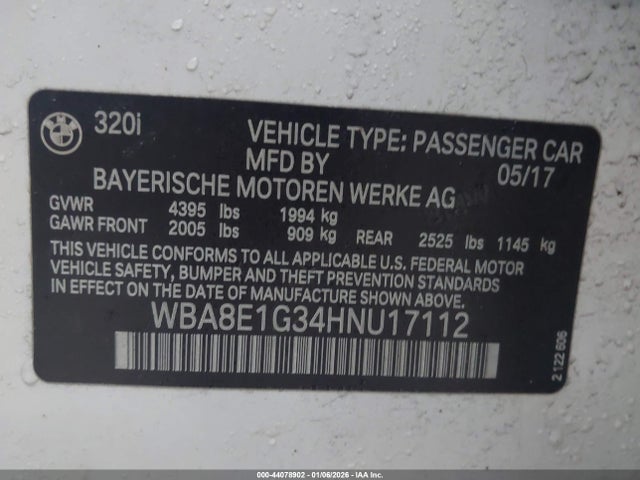 BMW
320i
VEHICLE TYPE: PASSENGER CAR
MFD BY 05/17
BAYERISCHE MOTOREN WERKE AG
GVWR 4395 lbs 1994 kg
GAWR FRONT 2005 lbs 909 kg REAR 2525 lbs 1145 kg
THIS VEHICLE CONFORMS TO ALL APPLICABLE U.S. FEDERAL MOTOR
VEHICLE SAFETY, BUMPER AND THEFT PREVENTION STANDARDS
IN EFFECT ON THE DATE OF MANUFACTURE SHOWN ABOVE.
WBA8E1G34HNU17112
2 122 606
000-44078902 - 01/06/2026 - IAA Inc.